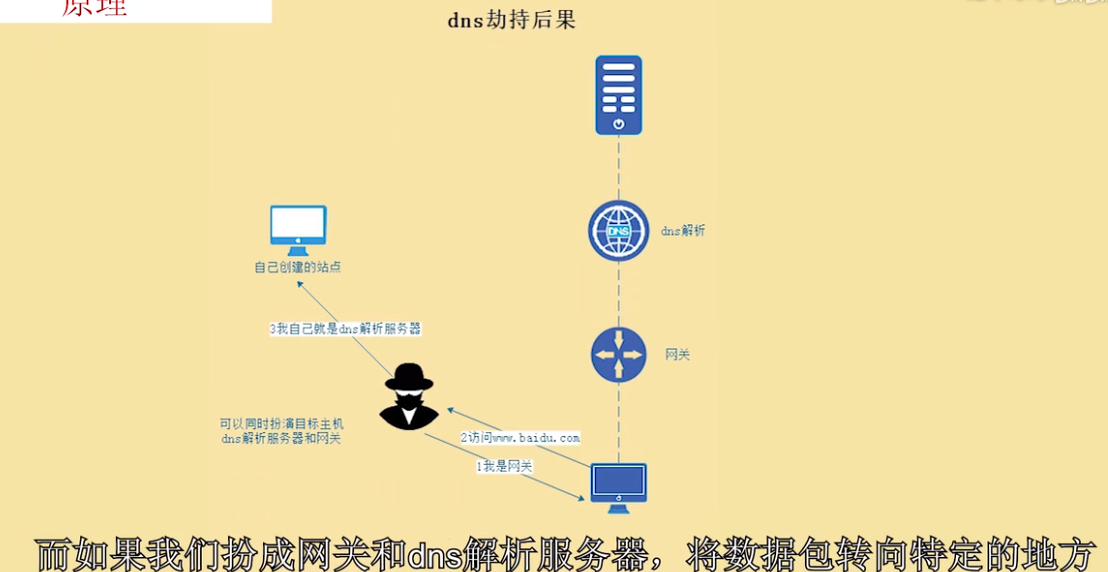 原理
dns劫持后果
DNS
dns解析
自己创建的站点
3我自己就是dns解析服务器
网关
可以同时扮演目标主机
dns解析服务器和网关
2访问www.baidu.com
1我是网关
而如果我们扮成网关和dns解析服务器，将数据包转向特定的地方